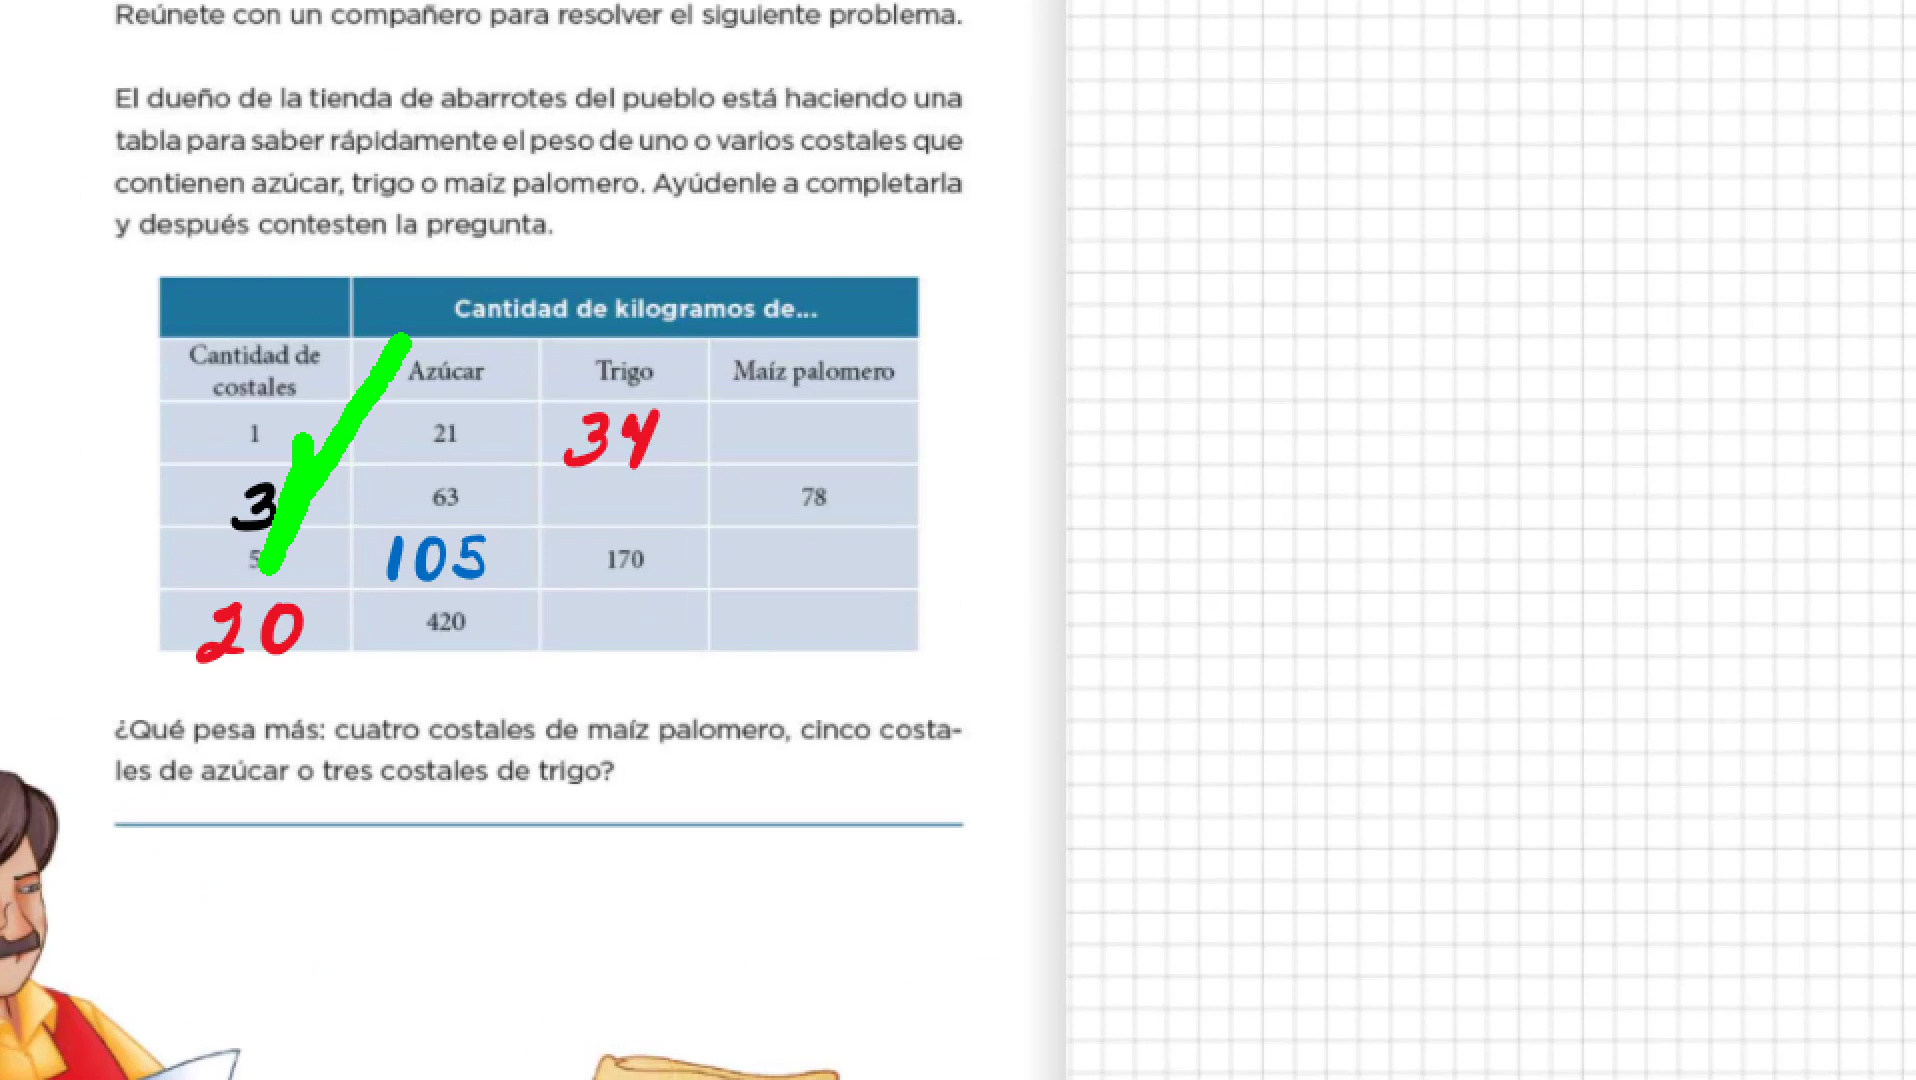 Reúnete con un compañero para resolver el siguiente problema.
El dueño de la tienda de abarrotes del pueblo está haciendo una
tabla para saber rápidamente el peso de uno o varios costales que
contienen azúcar, trigo o maíz palomero. Ayúdenle a completarla
y después contesten la pregunta.
Cantidad de kilogramos de...
Cantidad de
costales
Azúcar
Trigo
Maíz palomero
1
21
34
3
63
78
5
105
170
20
420
¿Qué pesa más: cuatro costales de maíz palomero, cinco costa-
les de azúcar o tres costales de trigo?